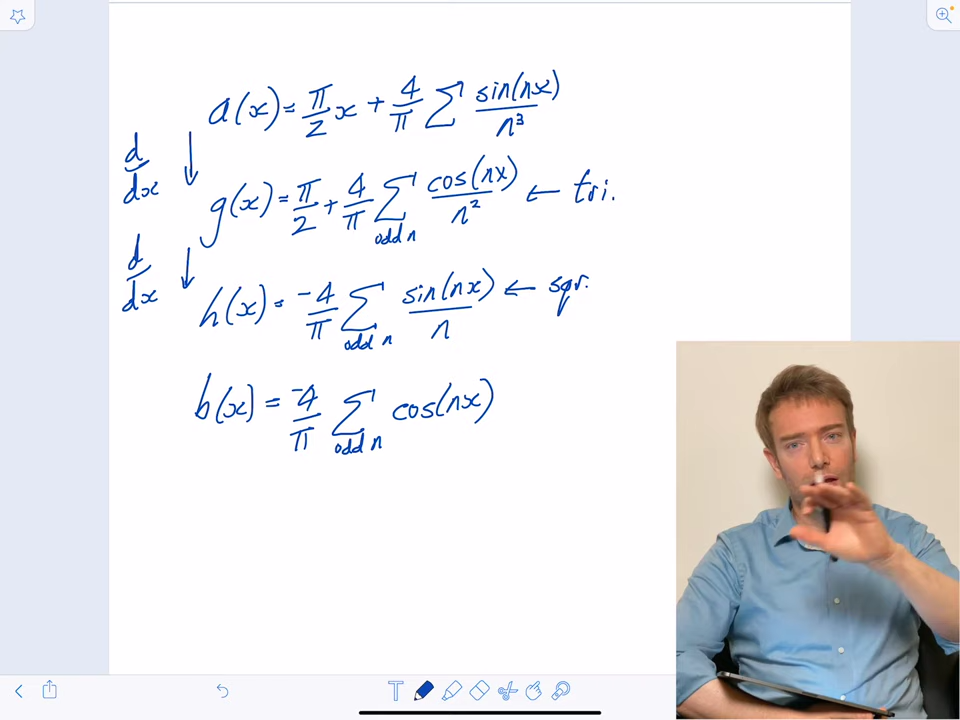 a(x) = π/2 x + 4/π ∑ sin(nx)/n³
d/dx ↓
g(x) = π/2 + 4/π ∑ odd n cos(nx)/n² ← tri.
d/dx ↓
h(x) = -4/π ∑ odd n sin(nx)/n ← sqr.
b(x) = -4/π ∑ odd n cos(nx)
T